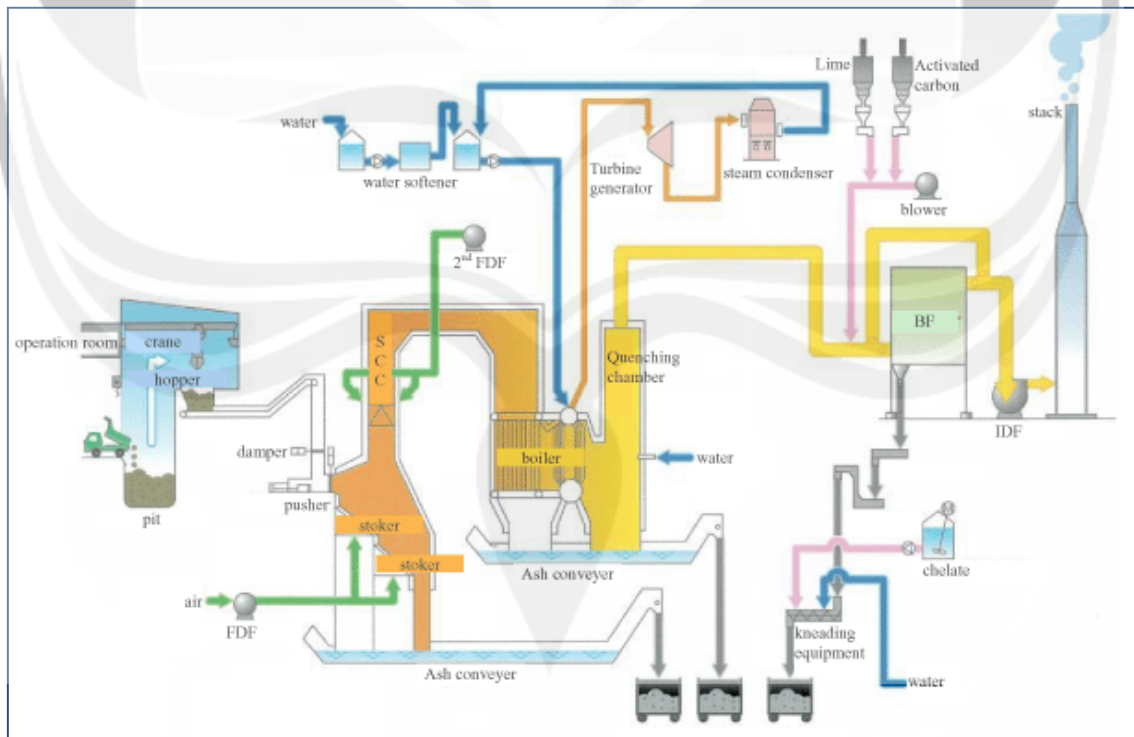 Lime
Activated
carbon
stack
water
water softener
Turbine
generator
steam condenser
blower
2nd FDF
operation room
crane
hopper
S
C
C
Quenching
chamber
BF
IDF
damper
boiler
water
pusher
pit
stoker
stoker
Ash conveyer
chelate
air
FDF
kneading
equipment
Ash conveyer
water